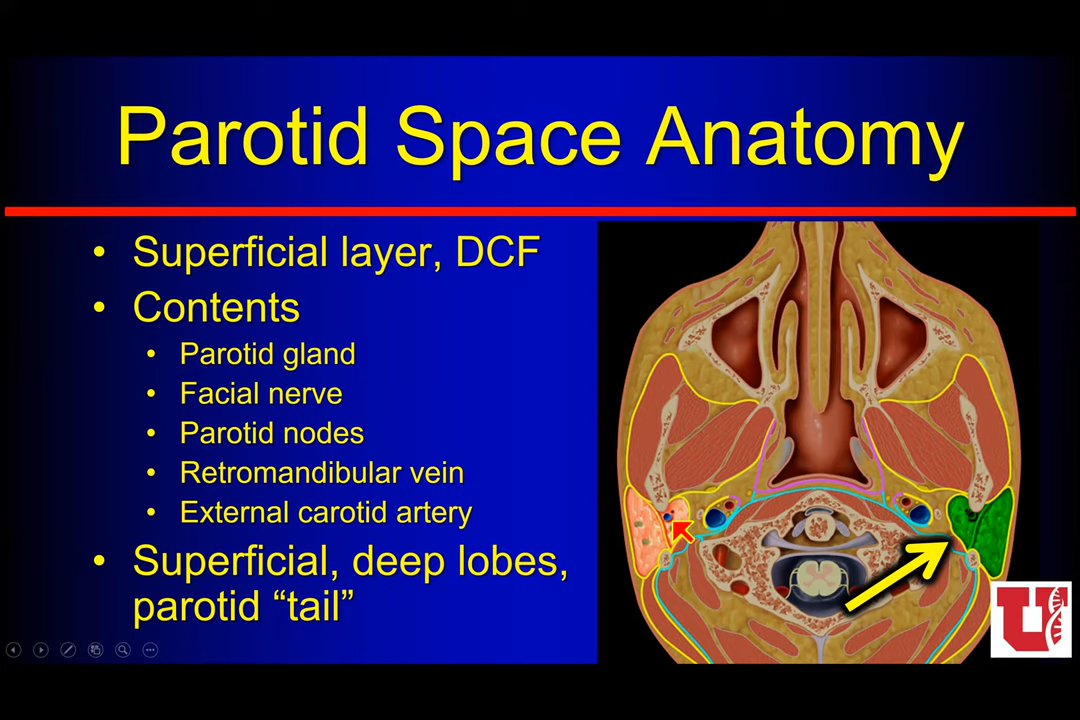 Parotid Space Anatomy
• Superficial layer, DCF
• Contents
• Parotid gland
• Facial nerve
• Parotid nodes
• Retromandibular vein
• External carotid artery
• Superficial, deep lobes,
parotid “tail”
U